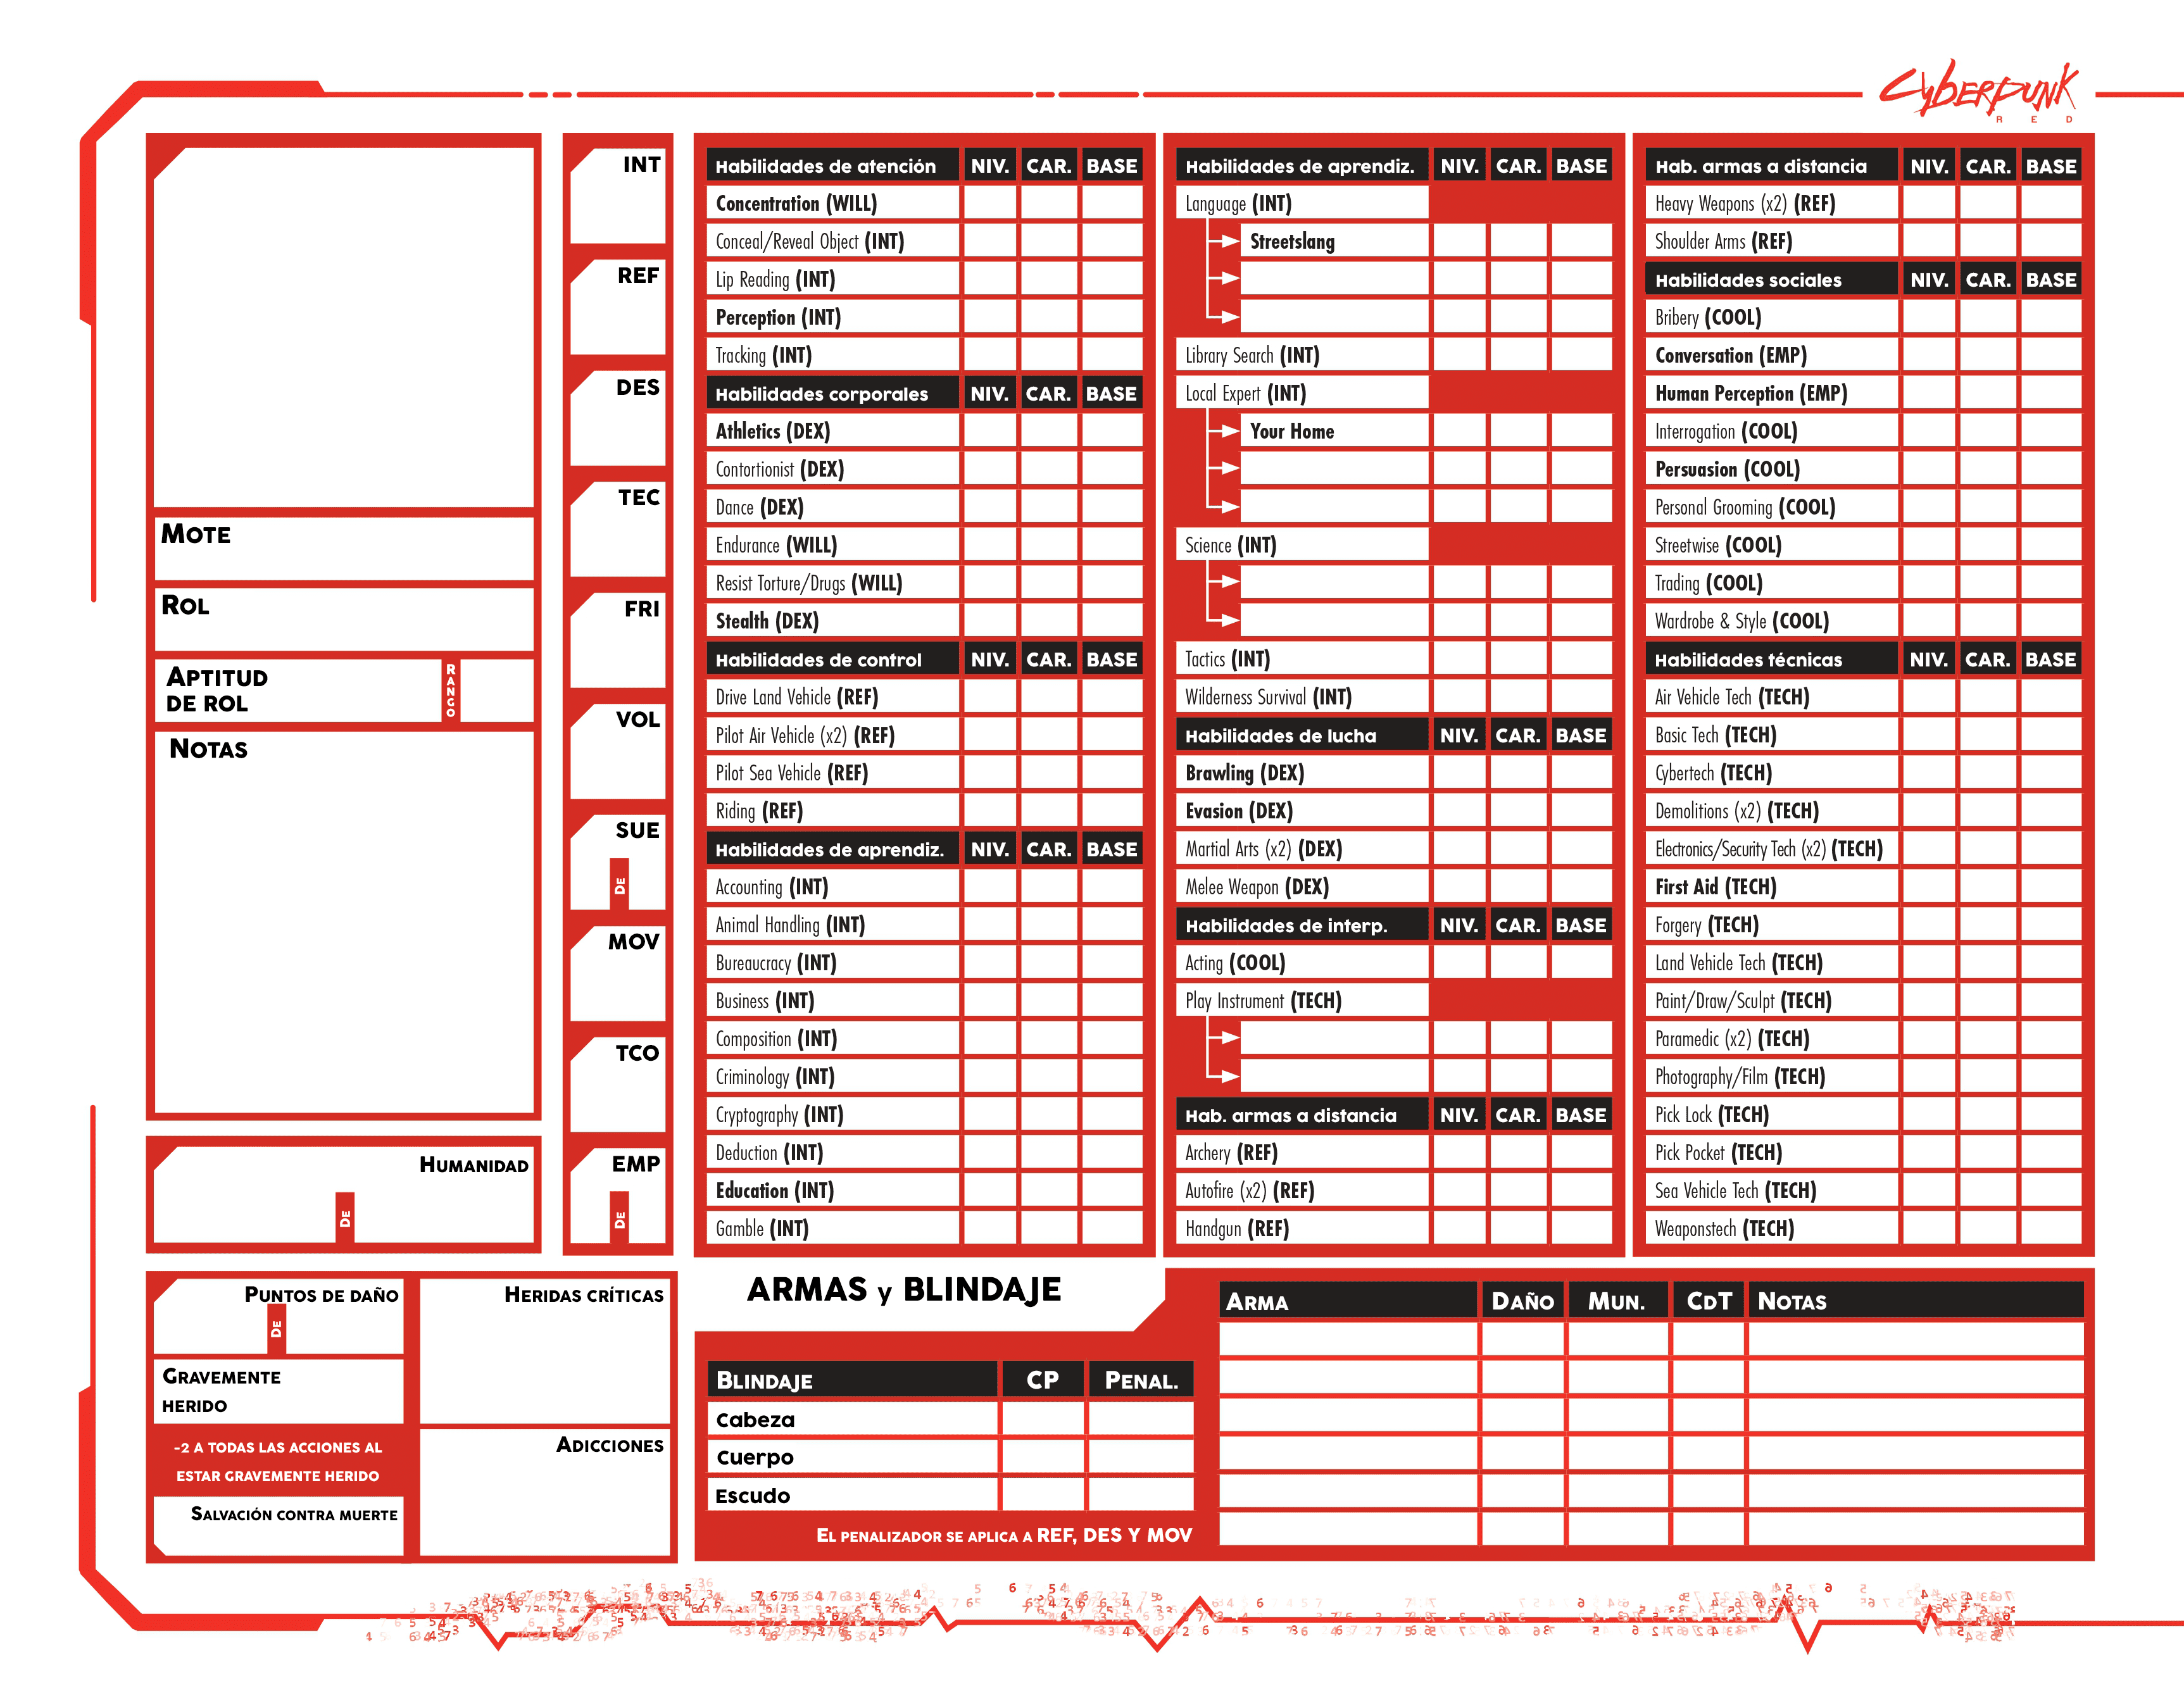 Cyberpunk
RED
MOTE
ROL
APTITUD
DE ROL
RANGO
NOTAS
HUMANIDAD
DE
INT
REF
DES
TEC
FRI
VOL
SUE
DE
MOV
TCO
EMP
DE
Habilidades de atención NIV. CAR. BASE
Concentration (WILL)
Conceal/Reveal Object (INT)
Lip Reading (INT)
Perception (INT)
Tracking (INT)
Habilidades corporales NIV. CAR. BASE
Athletics (DEX)
Contortionist (DEX)
Dance (DEX)
Endurance (WILL)
Resist Torture/Drugs (WILL)
Stealth (DEX)
Habilidades de control NIV. CAR. BASE
Drive Land Vehicle (REF)
Pilot Air Vehicle (x2) (REF)
Pilot Sea Vehicle (REF)
Riding (REF)
Habilidades de aprendiz. NIV. CAR. BASE
Accounting (INT)
Animal Handling (INT)
Bureaucracy (INT)
Business (INT)
Composition (INT)
Criminology (INT)
Cryptography (INT)
Deduction (INT)
Education (INT)
Gamble (INT)
Habilidades de aprendiz. NIV. CAR. BASE
Language (INT)
Streetslang
Library Search (INT)
Local Expert (INT)
Your Home
Science (INT)
Tactics (INT)
Wilderness Survival (INT)
Habilidades de lucha NIV. CAR. BASE
Brawling (DEX)
Evasion (DEX)
Martial Arts (x2) (DEX)
Melee Weapon (DEX)
Habilidades de interp. NIV. CAR. BASE
Acting (COOL)
Play Instrument (TECH)
Hab. armas a distancia NIV. CAR. BASE
Archery (REF)
Autofire (x2) (REF)
Handgun (REF)
Hab. armas a distancia NIV. CAR. BASE
Heavy Weapons (x2) (REF)
Shoulder Arms (REF)
Habilidades sociales NIV. CAR. BASE
Bribery (COOL)
Conversation (EMP)
Human Perception (EMP)
Interrogation (COOL)
Persuasion (COOL)
Personal Grooming (COOL)
Streetwise (COOL)
Trading (COOL)
Wardrobe & Style (COOL)
Habilidades técnicas NIV. CAR. BASE
Air Vehicle Tech (TECH)
Basic Tech (TECH)
Cybertech (TECH)
Demolitions (x2) (TECH)
Electronics/Security Tech (x2) (TECH)
First Aid (TECH)
Forgery (TECH)
Land Vehicle Tech (TECH)
Paint/Draw/Sculpt (TECH)
Paramedic (x2) (TECH)
Photography/Film (TECH)
Pick Lock (TECH)
Pick Pocket (TECH)
Sea Vehicle Tech (TECH)
Weaponstech (TECH)
PUNTOS DE DAÑO
DE
GRAVEMENTE
HERIDO
-2 A TODAS LAS ACCIONES AL
ESTAR GRAVEMENTE HERIDO
SALVACIÓN CONTRA MUERTE
HERIDAS CRÍTICAS
ADICCIONES
ARMAS y BLINDAJE
BLINDAJE CP PENAL.
Cabeza
Cuerpo
Escudo
EL PENALIZADOR SE APLICA A REF, DES Y MOV
ARMA DAÑO MUN. CDT NOTAS